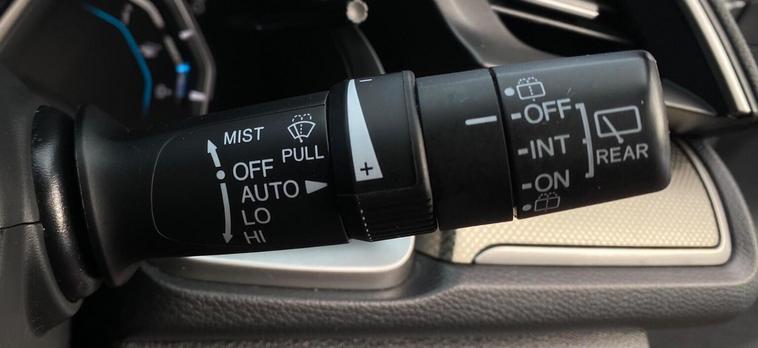 MIST
OFF PULL
AUTO
LO
HI
+
-
OFF
INT
ON
REAR